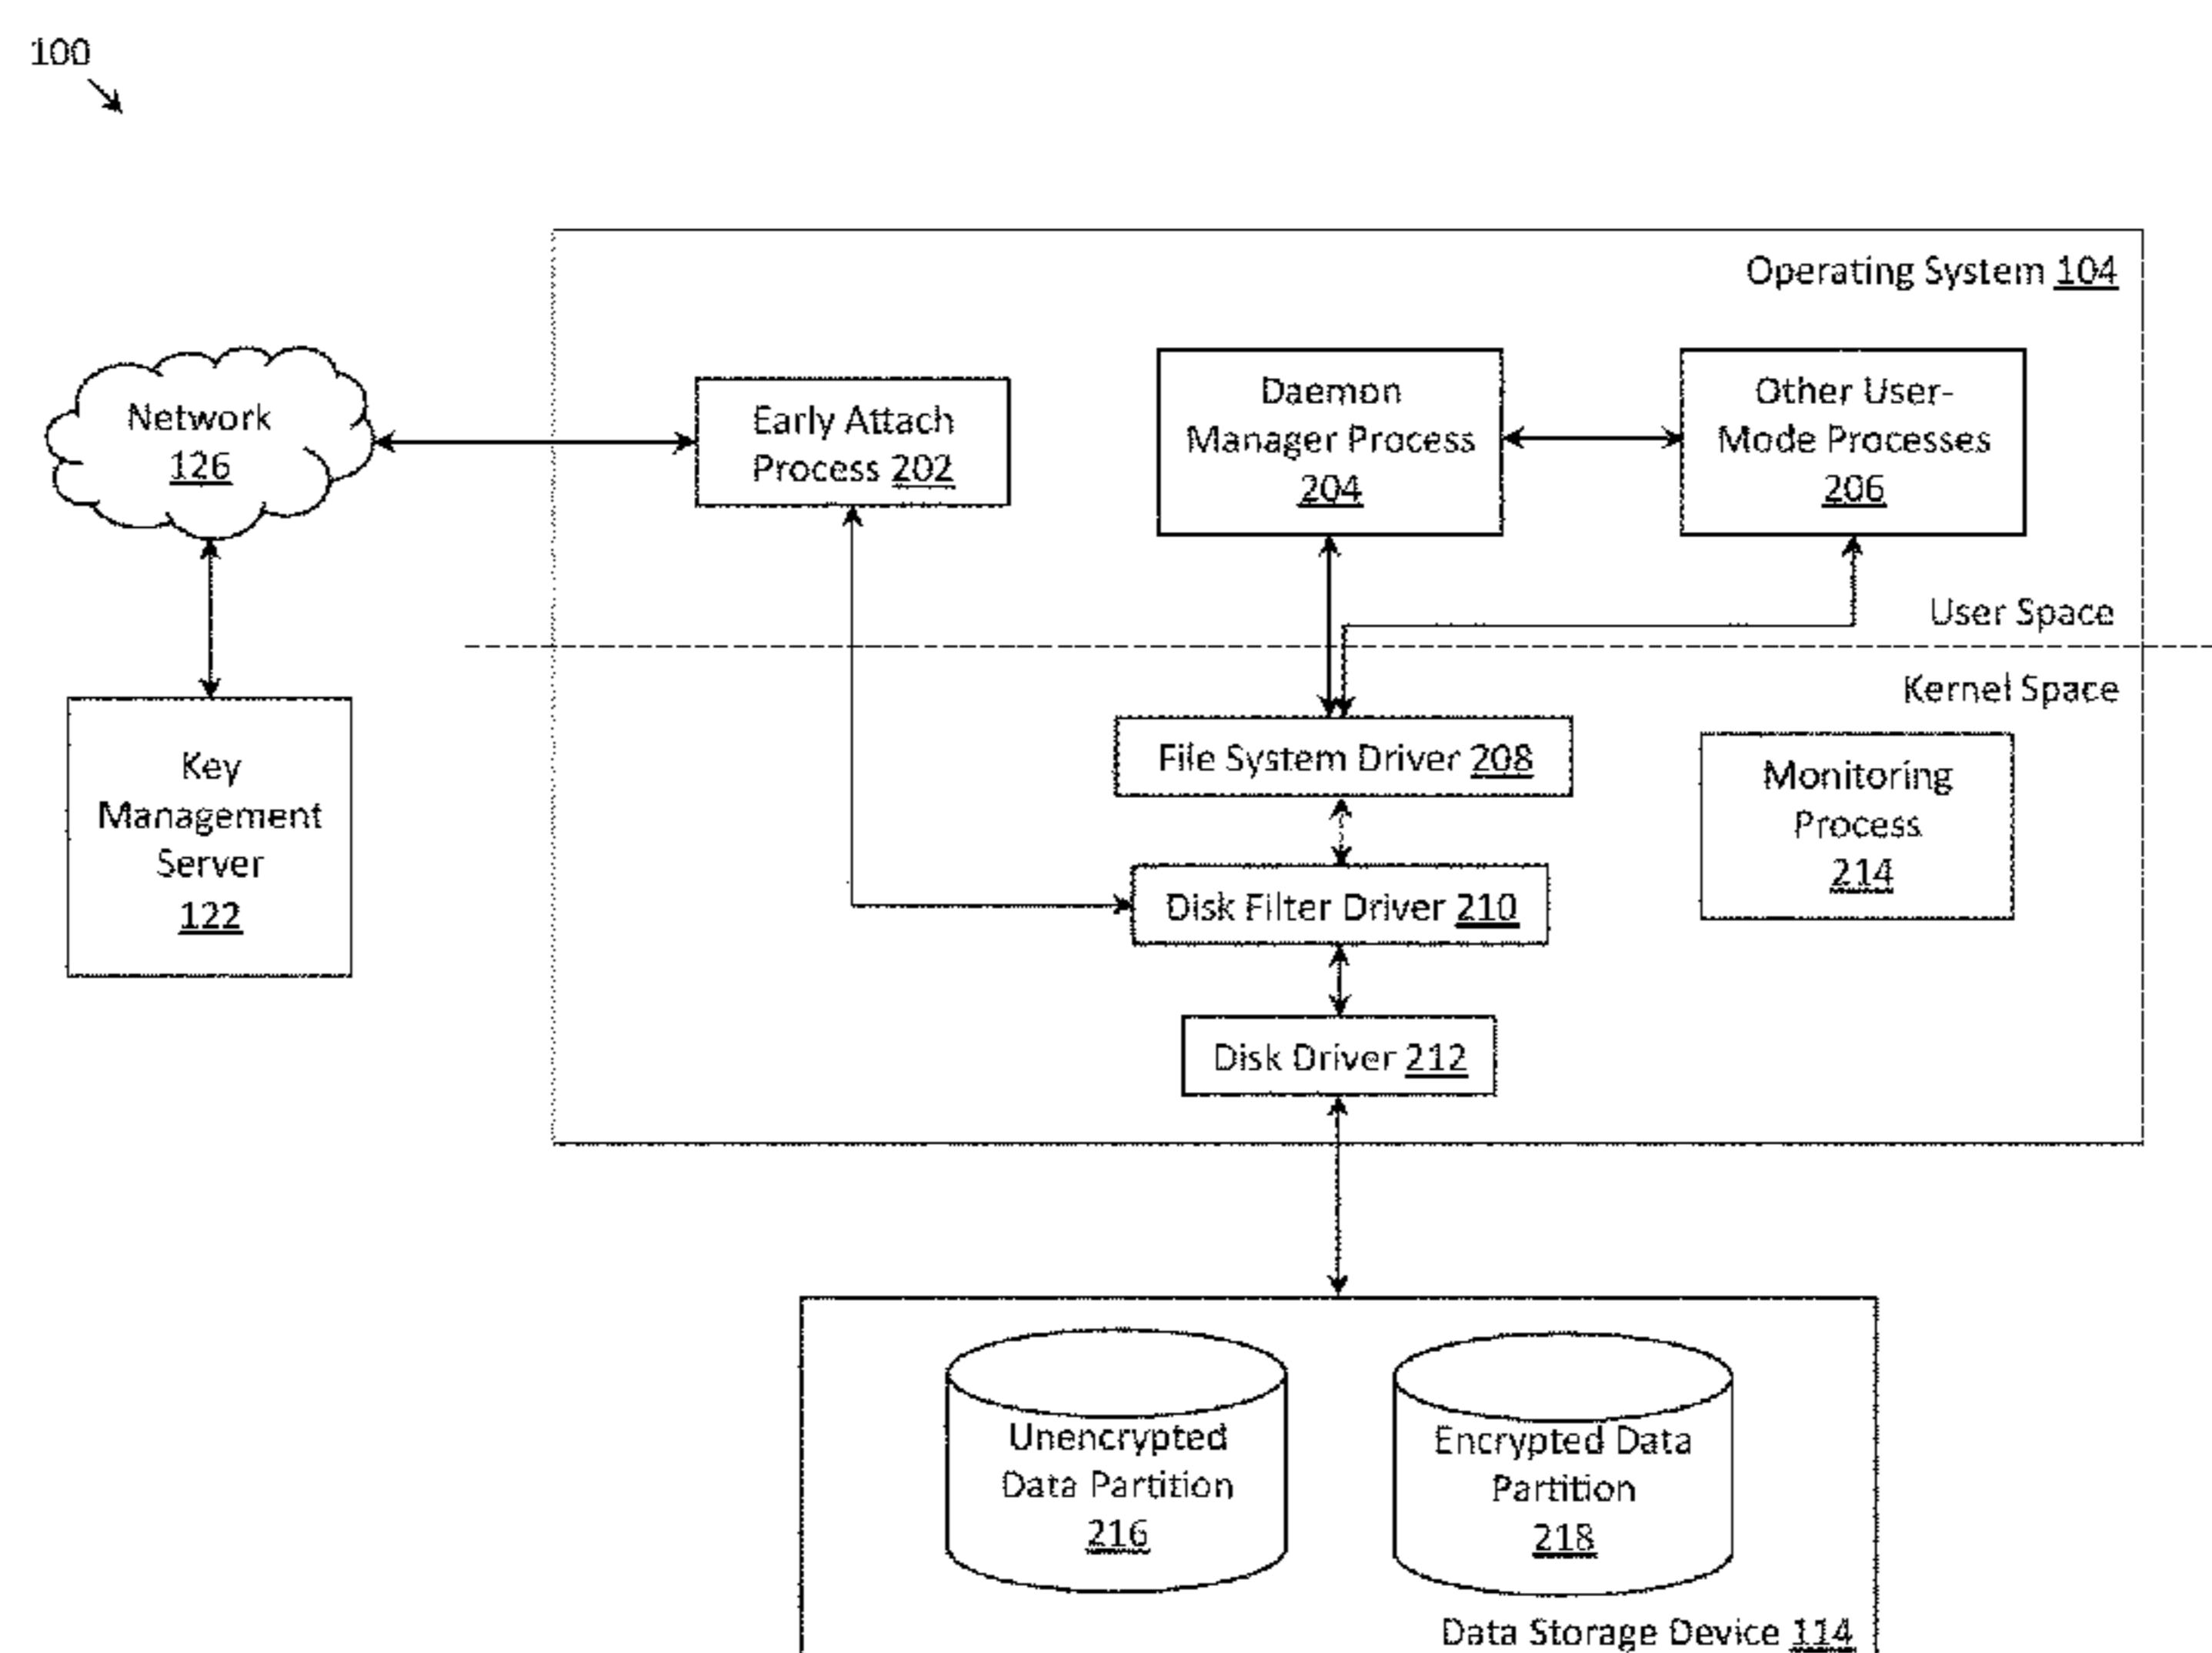 100
Operating System 104
Network
126
Early Attach
Process 202
Daemon
Manager Process
204
Other User-
Mode Processes
206
User Space
Kernel Space
Key
Management
Server
122
File System Driver 208
Monitoring
Process
214
Disk Filter Driver 210
Disk Driver 212
Unencrypted
Data Partition
216
Encrypted Data
Partition
218
Data Storage Device 114